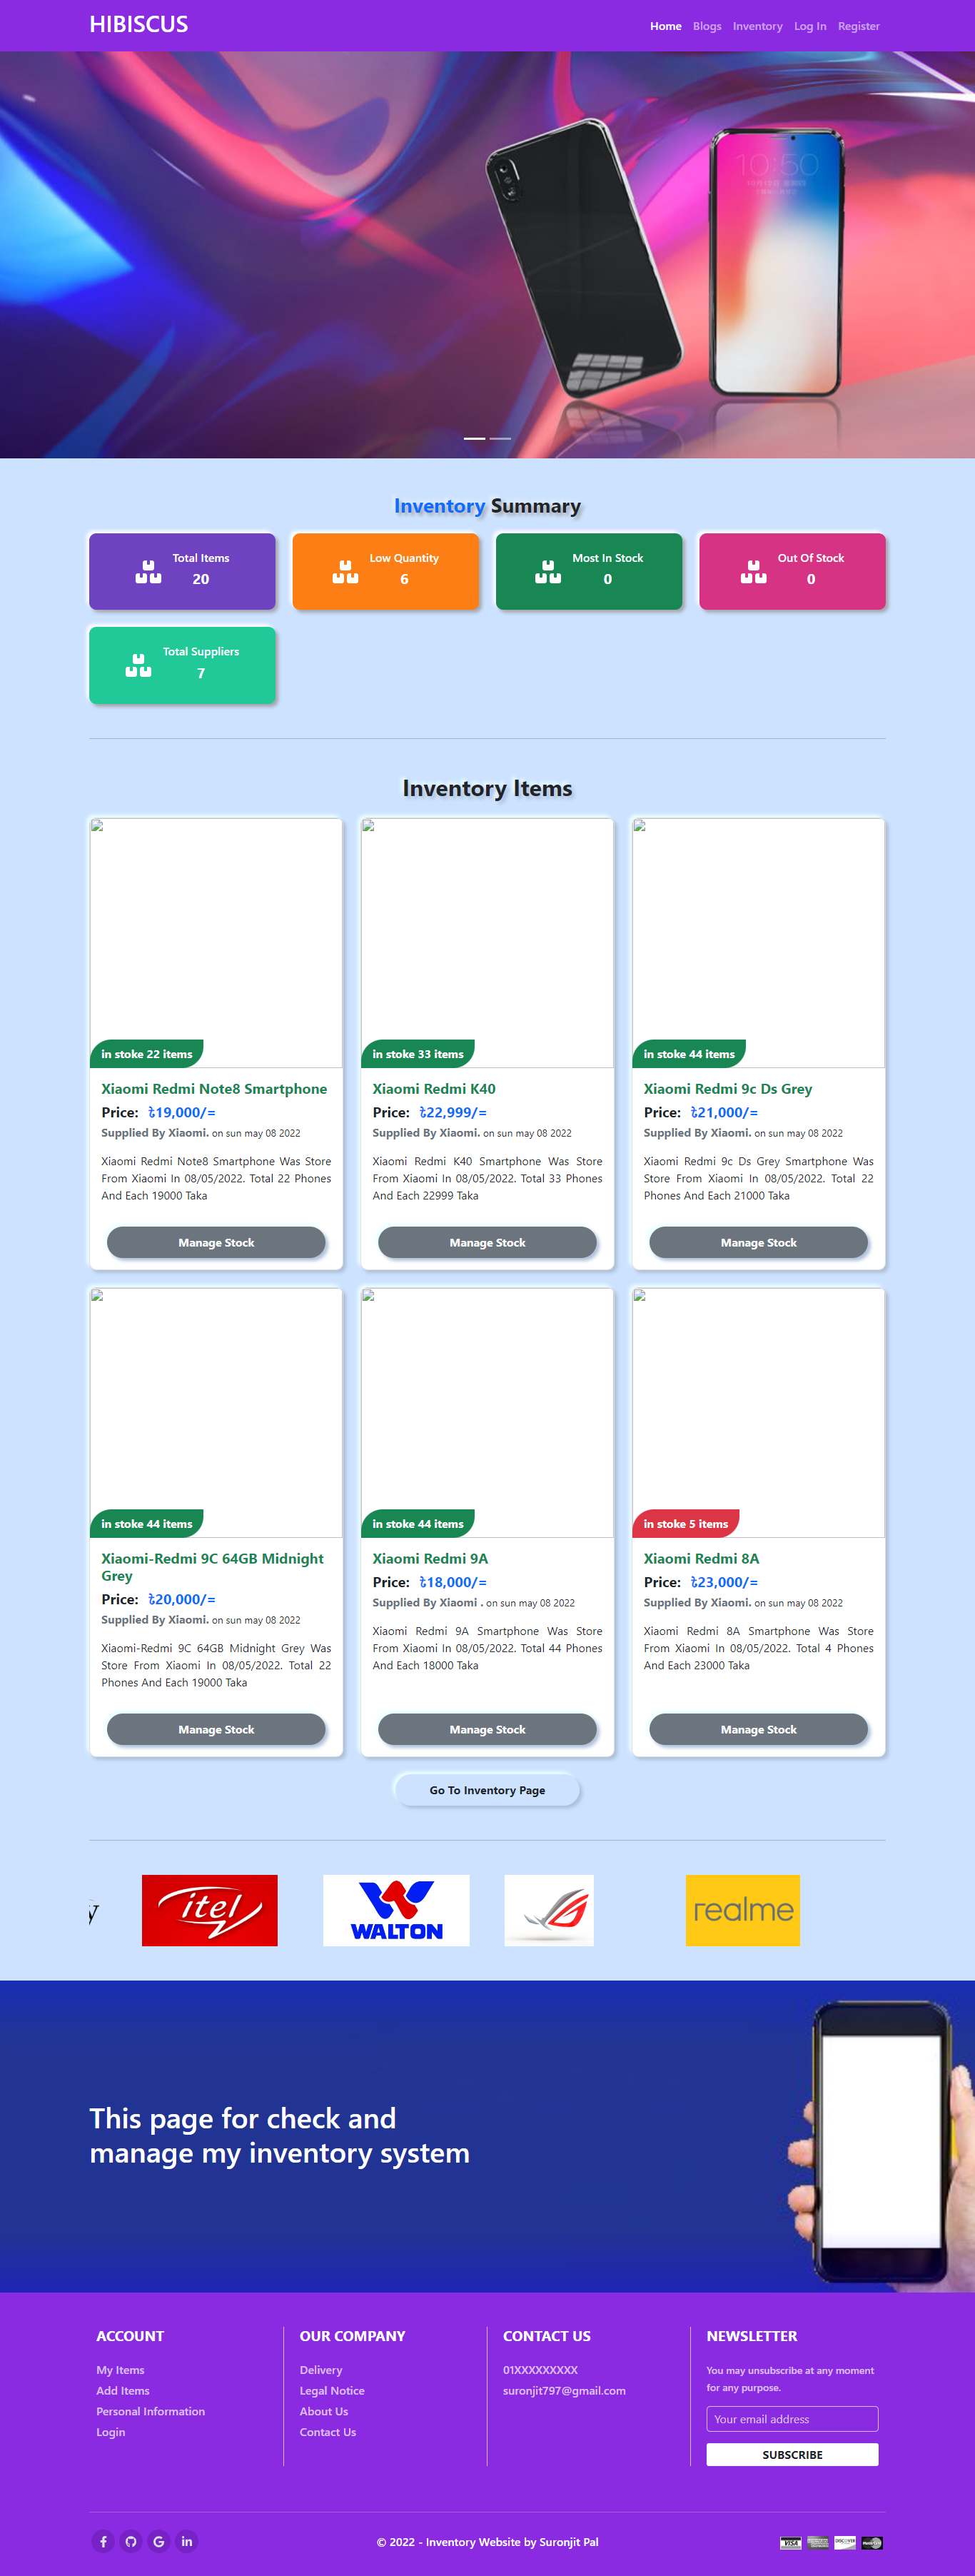 HIBISCUS
Home Blogs Inventory Log In Register
10:50
Inventory Summary
Total Items
20
Low Quantity
6
Most In Stock
0
Out Of Stock
0
Total Suppliers
7
Inventory Items
in stoke 22 items
Xiaomi Redmi Note8 Smartphone
Price: ৳19,000/=
Supplied By Xiaomi. on sun may 08 2022
Xiaomi Redmi Note8 Smartphone Was Store
From Xiaomi In 08/05/2022. Total 22 Phones
And Each 19000 Taka
Manage Stock
in stoke 33 items
Xiaomi Redmi K40
Price: ৳22,999/=
Supplied By Xiaomi. on sun may 08 2022
Xiaomi Redmi K40 Smartphone Was Store
From Xiaomi In 08/05/2022. Total 33 Phones
And Each 22999 Taka
Manage Stock
in stoke 44 items
Xiaomi Redmi 9c Ds Grey
Price: ৳21,000/=
Supplied By Xiaomi. on sun may 08 2022
Xiaomi Redmi 9c Ds Grey Smartphone Was
Store From Xiaomi In 08/05/2022. Total 22
Phones And Each 21000 Taka
Manage Stock
in stoke 44 items
Xiaomi-Redmi 9C 64GB Midnight
Grey
Price: ৳20,000/=
Supplied By Xiaomi. on sun may 08 2022
Xiaomi-Redmi 9C 64GB Midnight Grey Was
Store From Xiaomi In 08/05/2022. Total 22
Phones And Each 19000 Taka
Manage Stock
in stoke 44 items
Xiaomi Redmi 9A
Price: ৳18,000/=
Supplied By Xiaomi . on sun may 08 2022
Xiaomi Redmi 9A Smartphone Was Store
From Xiaomi In 08/05/2022. Total 44 Phones
And Each 18000 Taka
Manage Stock
in stoke 5 items
Xiaomi Redmi 8A
Price: ৳23,000/=
Supplied By Xiaomi. on sun may 08 2022
Xiaomi Redmi 8A Smartphone Was Store
From Xiaomi In 08/05/2022. Total 4 Phones
And Each 23000 Taka
Manage Stock
Go To Inventory Page
y
itel
WALTON
realme
This page for check and
manage my inventory system
ACCOUNT
My Items
Add Items
Personal Information
Login
OUR COMPANY
Delivery
Legal Notice
About Us
Contact Us
CONTACT US
01XXXXXXXXX
suronjit797@gmail.com
NEWSLETTER
You may unsubscribe at any moment
for any purpose.
Your email address
SUBSCRIBE
© 2022 - Inventory Website by Suronjit Pal
VISA
DISCOVER